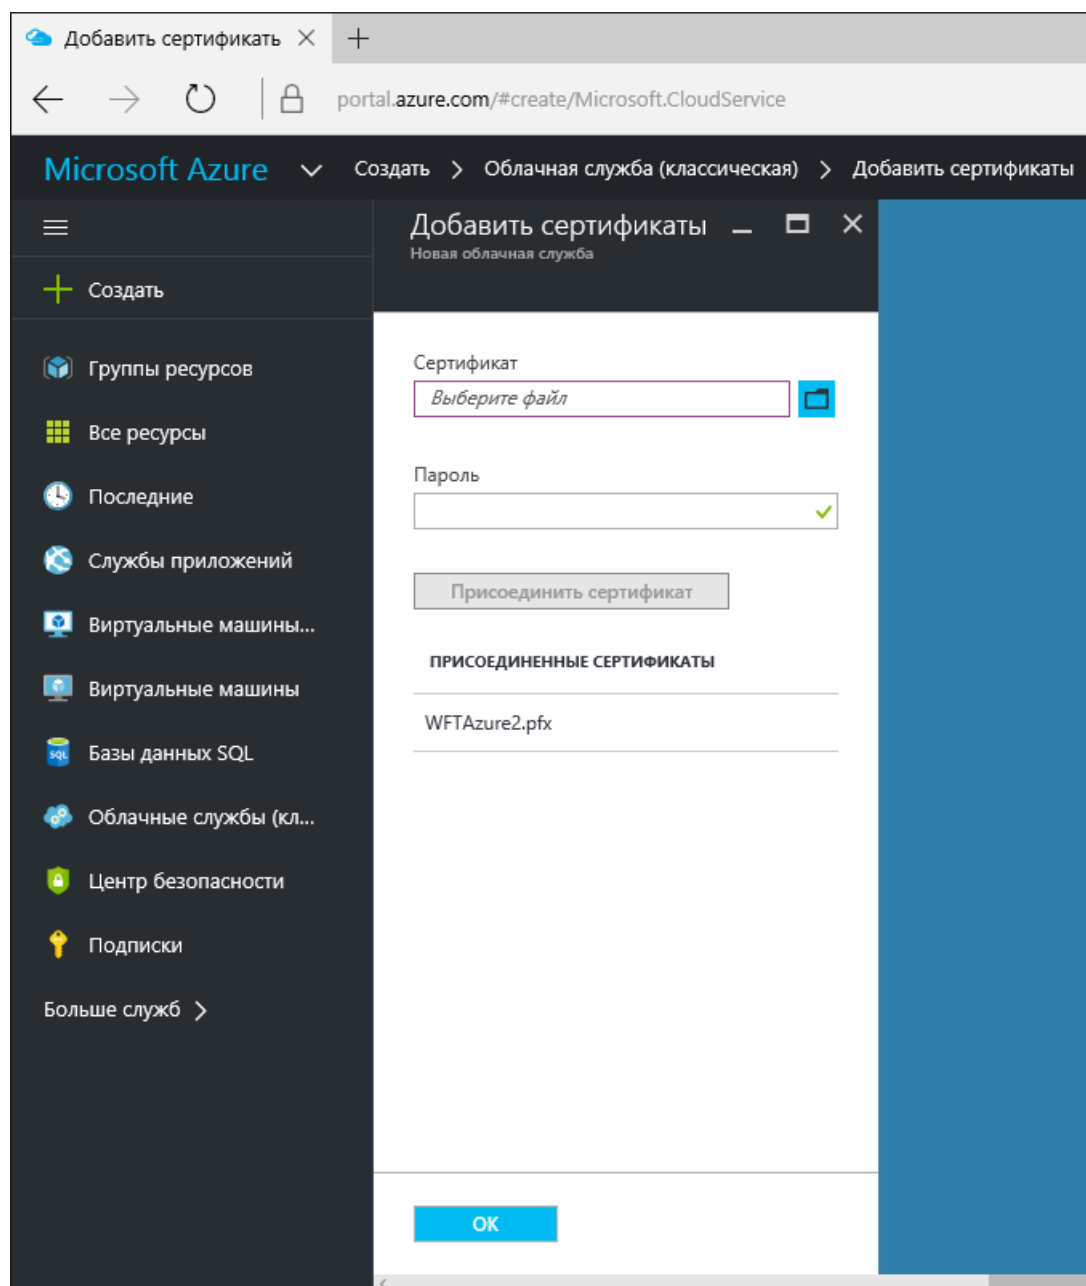 Добавить сертификать
portal.azure.com/#create/Microsoft.CloudService
Microsoft Azure Создать > Облачная служба (классическая) > Добавить сертификаты
Добавить сертификаты
Новая облачная служба
Создать
Группы ресурсов
Все ресурсы
Последние
Службы приложений
Виртуальные машины...
Виртуальные машины
Базы данных SQL
Облачные службы (кл...
Центр безопасности
Подписки
Больше служб >
Сертификат
Выберите файл
Пароль
Присоединить сертификат
ПРИСОЕДИНЕННЫЕ СЕРТИФИКАТЫ
WFTAzure2.pfx
OK